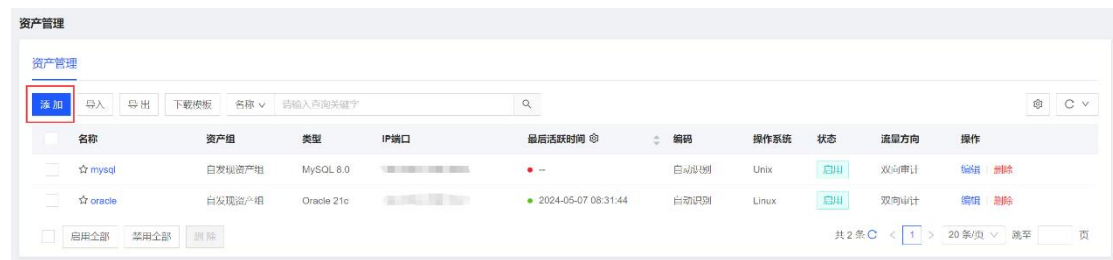 资产管理
资产管理
添加 导入 导出 下载模板 名称 请输入查询关键字
名称 资产组 类型 IP端口 最后活跃时间 编码 操作系统 状态 流量方向 操作
mysql 自发现资产组 MySQL 8.0 -- 自动识别 Unix 启用 双向审计 编辑 删除
oracle 自发现资产组 Oracle 21c 2024-05-07 08:31:44 自动识别 Linux 启用 双向审计 编辑 删除
启用全部 禁用全部 删除 共 2 条 < 1 > 20 条/页 跳至 页